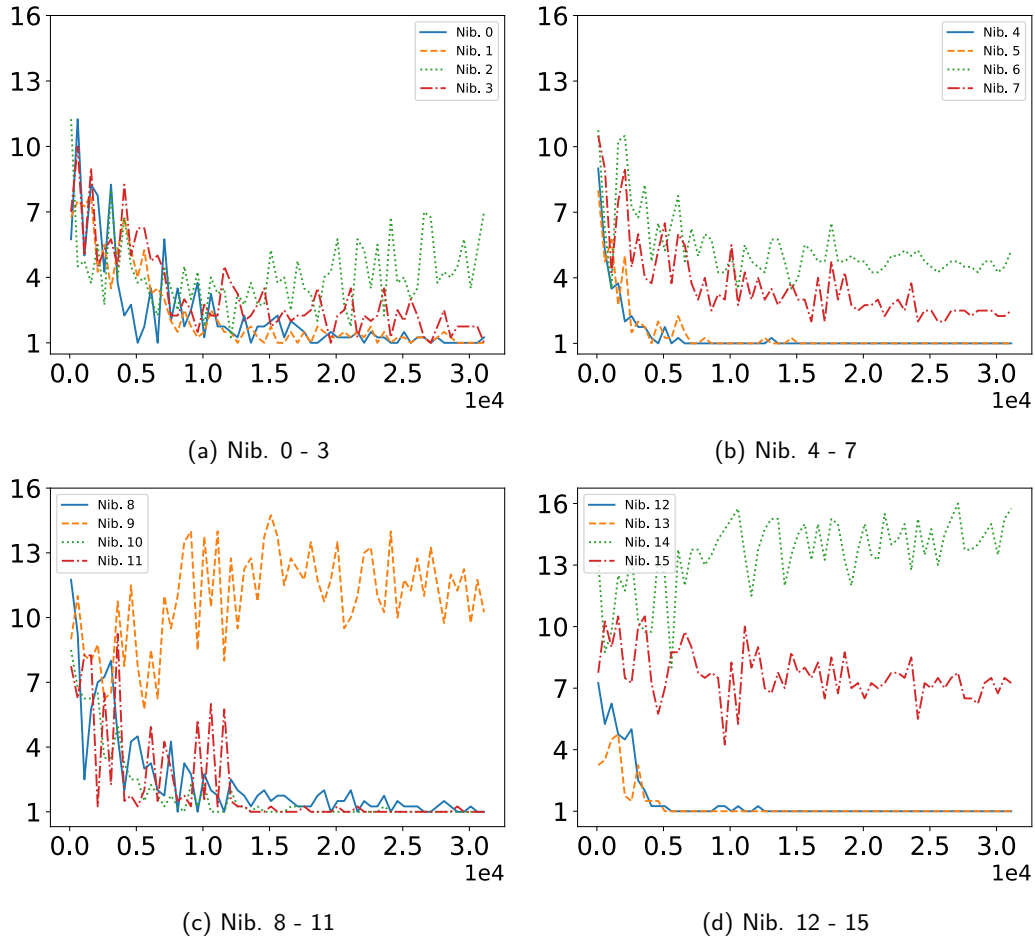 16
13
10
7
4
1
Nib. 0
Nib. 1
Nib. 2
Nib. 3
0.0 0.5 1.0 1.5 2.0 2.5 3.0
1e4
(a) Nib. 0 - 3
16
13
10
7
4
1
Nib. 4
Nib. 5
Nib. 6
Nib. 7
0.0 0.5 1.0 1.5 2.0 2.5 3.0
1e4
(b) Nib. 4 - 7
16
13
10
7
4
1
Nib. 8
Nib. 9
Nib. 10
Nib. 11
0.0 0.5 1.0 1.5 2.0 2.5 3.0
1e4
(c) Nib. 8 - 11
16
13
10
7
4
1
Nib. 12
Nib. 13
Nib. 14
Nib. 15
0.0 0.5 1.0 1.5 2.0 2.5 3.0
1e4
(d) Nib. 12 - 15